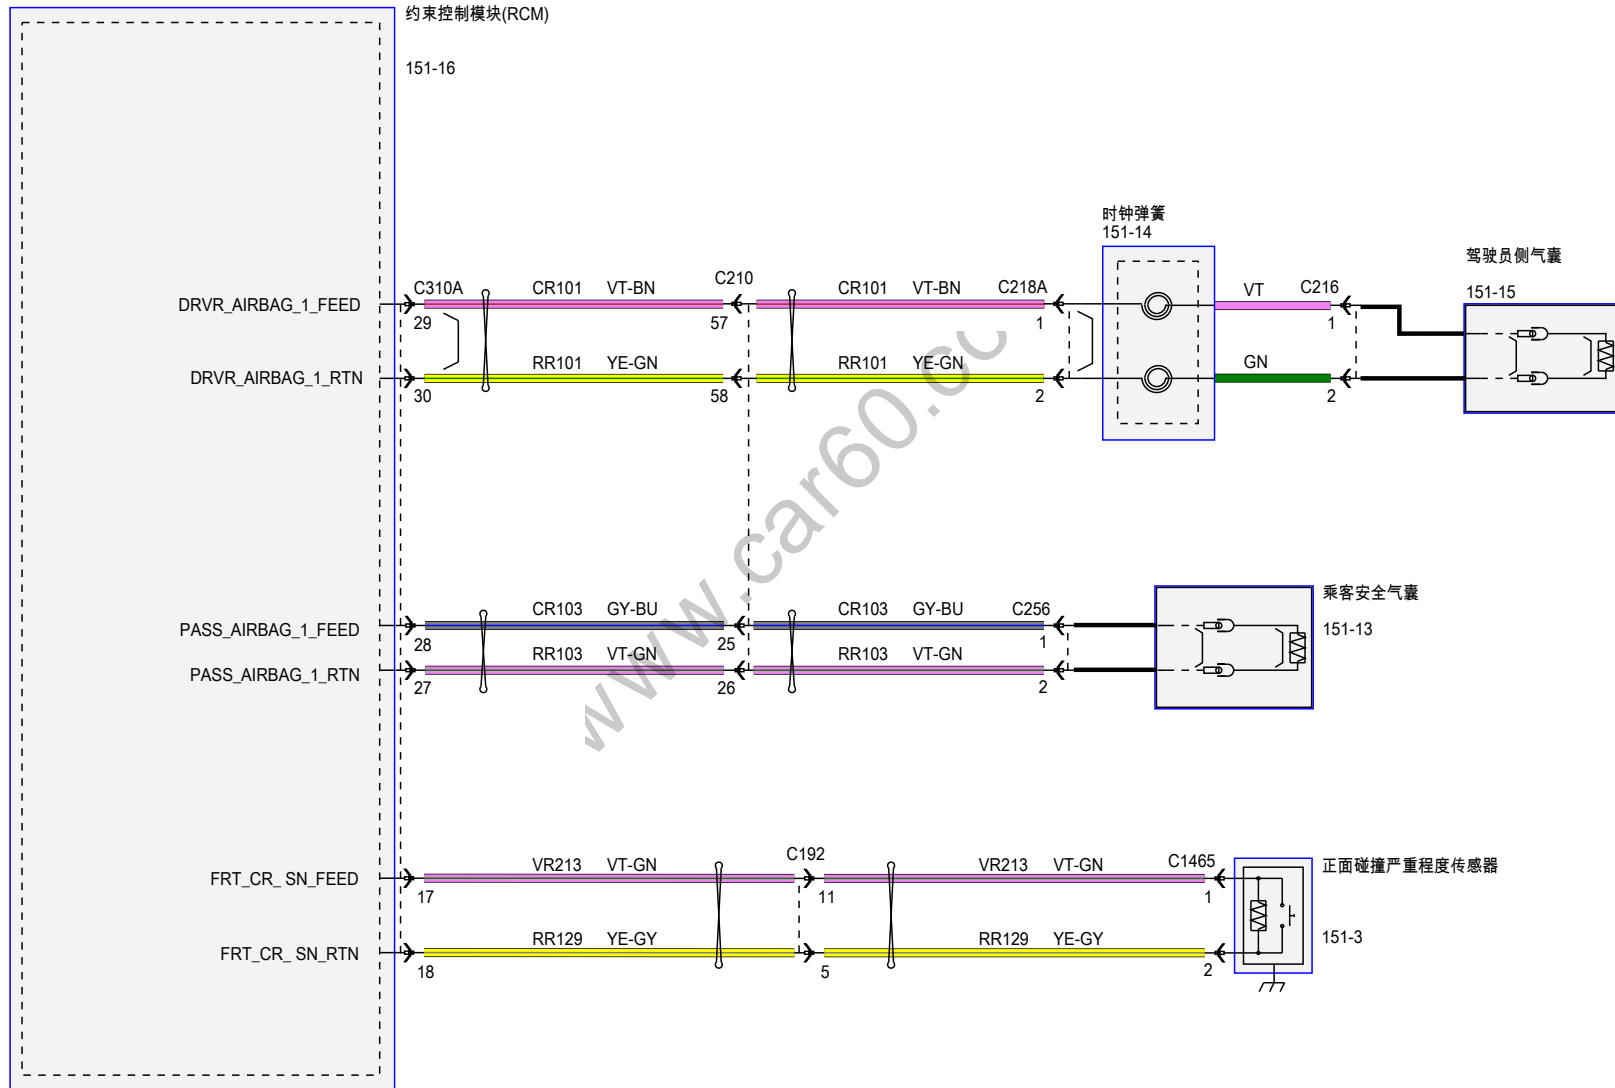 约束控制模块(RCM)
151-16
时钟弹簧
151-14
驾驶员侧气囊
151-15
DRVR_AIRBAG_1_FEED
C310A
CR101 VT-BN
C210
CR101 VT-BN
C218A
VT
C216
29
57
1
1
DRVR_AIRBAG_1_RTN
RR101 YE-GN
RR101 YE-GN
GN
30
58
2
2
乘客安全气囊
151-13
PASS_AIRBAG_1_FEED
CR103 GY-BU
CR103 GY-BU
C256
28
25
1
PASS_AIRBAG_1_RTN
RR103 VT-GN
RR103 VT-GN
27
26
2
正面碰撞严重程度传感器
151-3
FRT_CR_ SN_FEED
VR213 VT-GN
C192
VR213 VT-GN
C1465
17
11
1
FRT_CR_ SN_RTN
RR129 YE-GY
RR129 YE-GY
18
5
2
www.car60.co